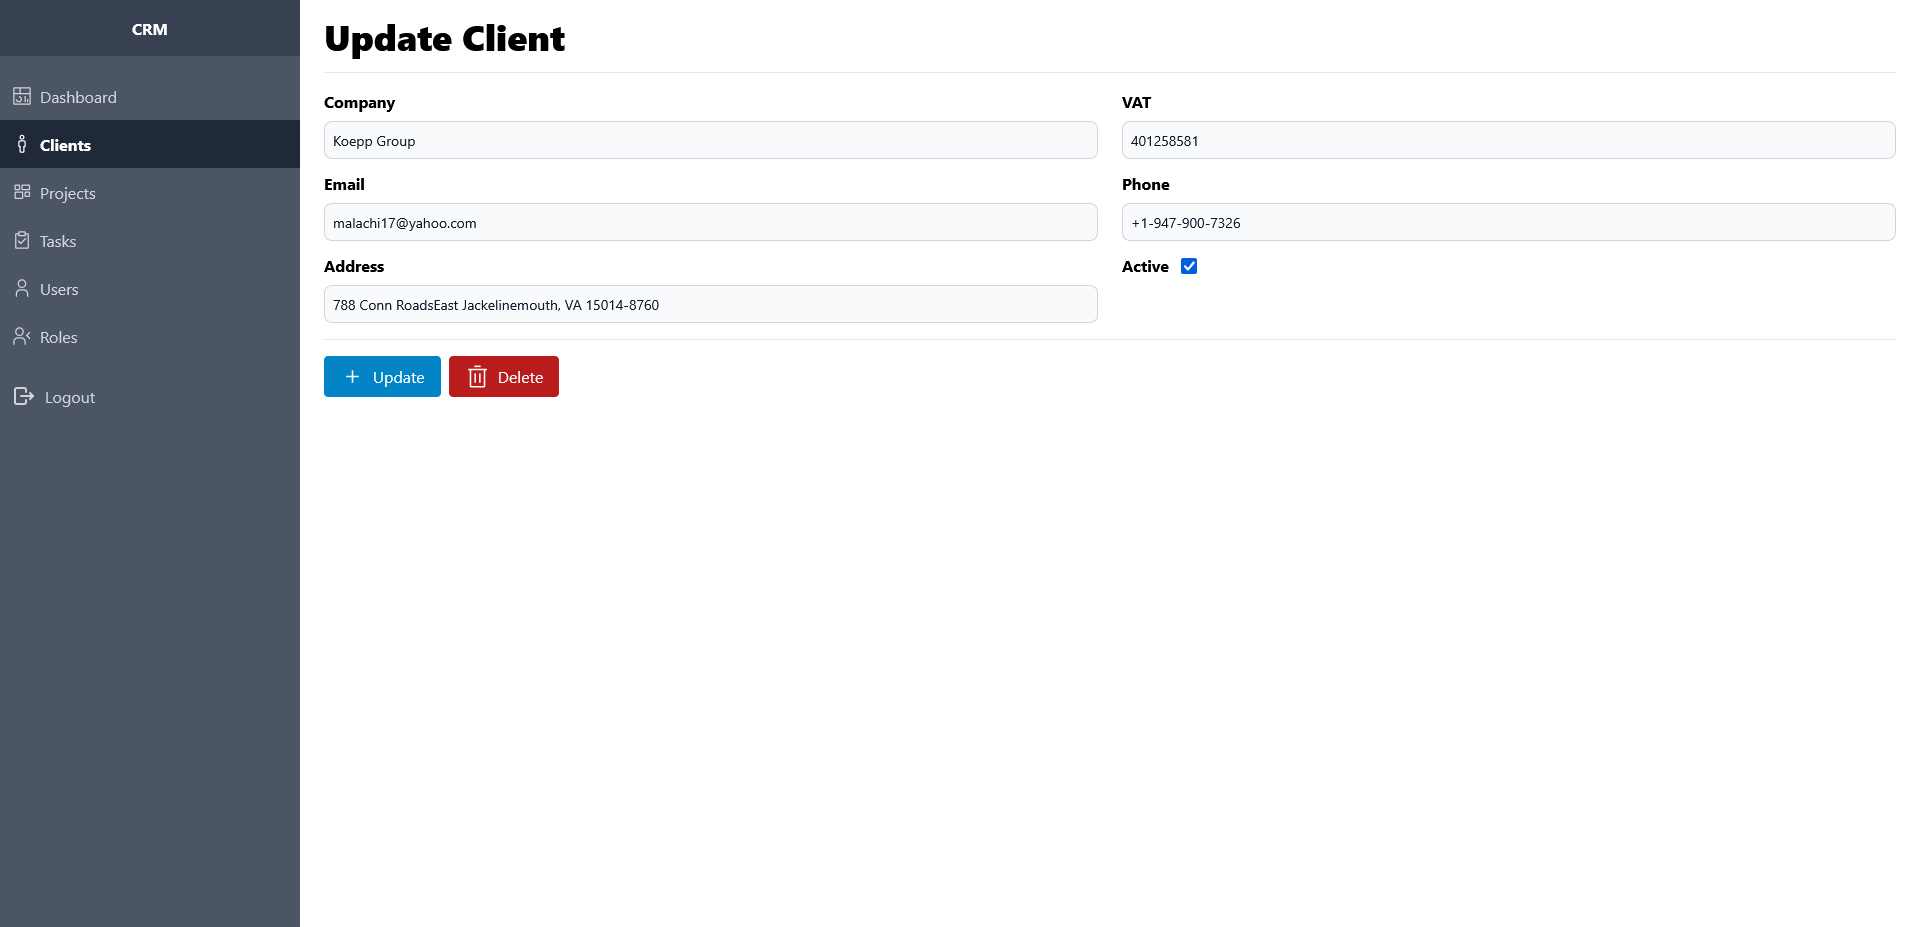 CRM
Dashboard
Clients
Projects
Tasks
Users
Roles
Logout
Update Client
Company
Koepp Group
VAT
401258581
Email
malachi17@yahoo.com
Phone
+1-947-900-7326
Address
788 Conn RoadsEast Jackelinemouth, VA 15014-8760
Active
Update
Delete